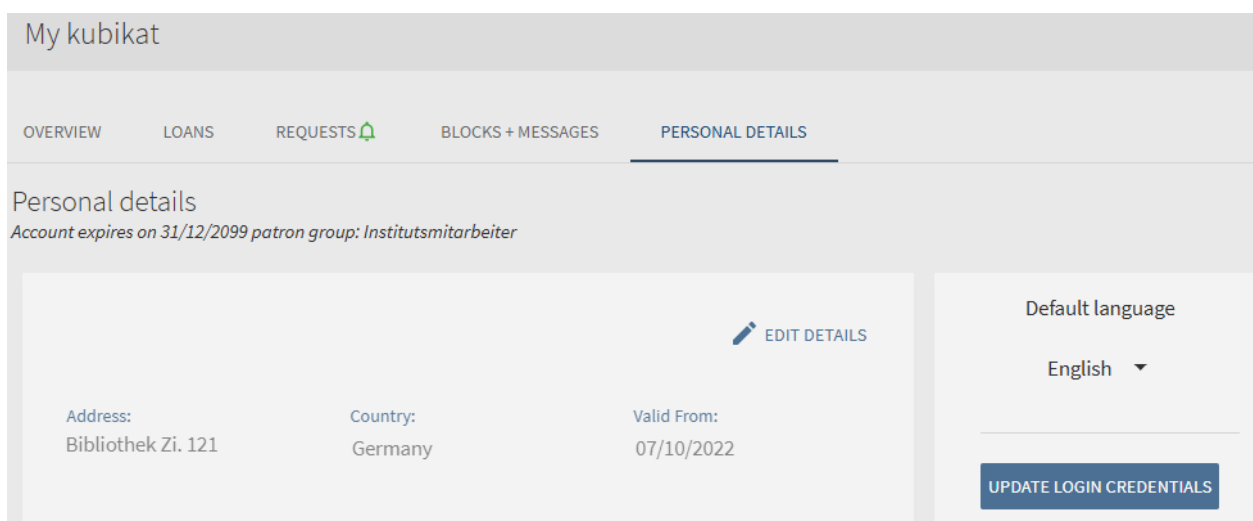 My kubikat
OVERVIEW LOANS REQUESTS BLOCKS + MESSAGES PERSONAL DETAILS
Personal details
Account expires on 31/12/2099 patron group: Institutsmitarbeiter
EDIT DETAILS
Address: Country: Valid From:
Bibliothek Zi. 121 Germany 07/10/2022
Default language
English
UPDATE LOGIN CREDENTIALS